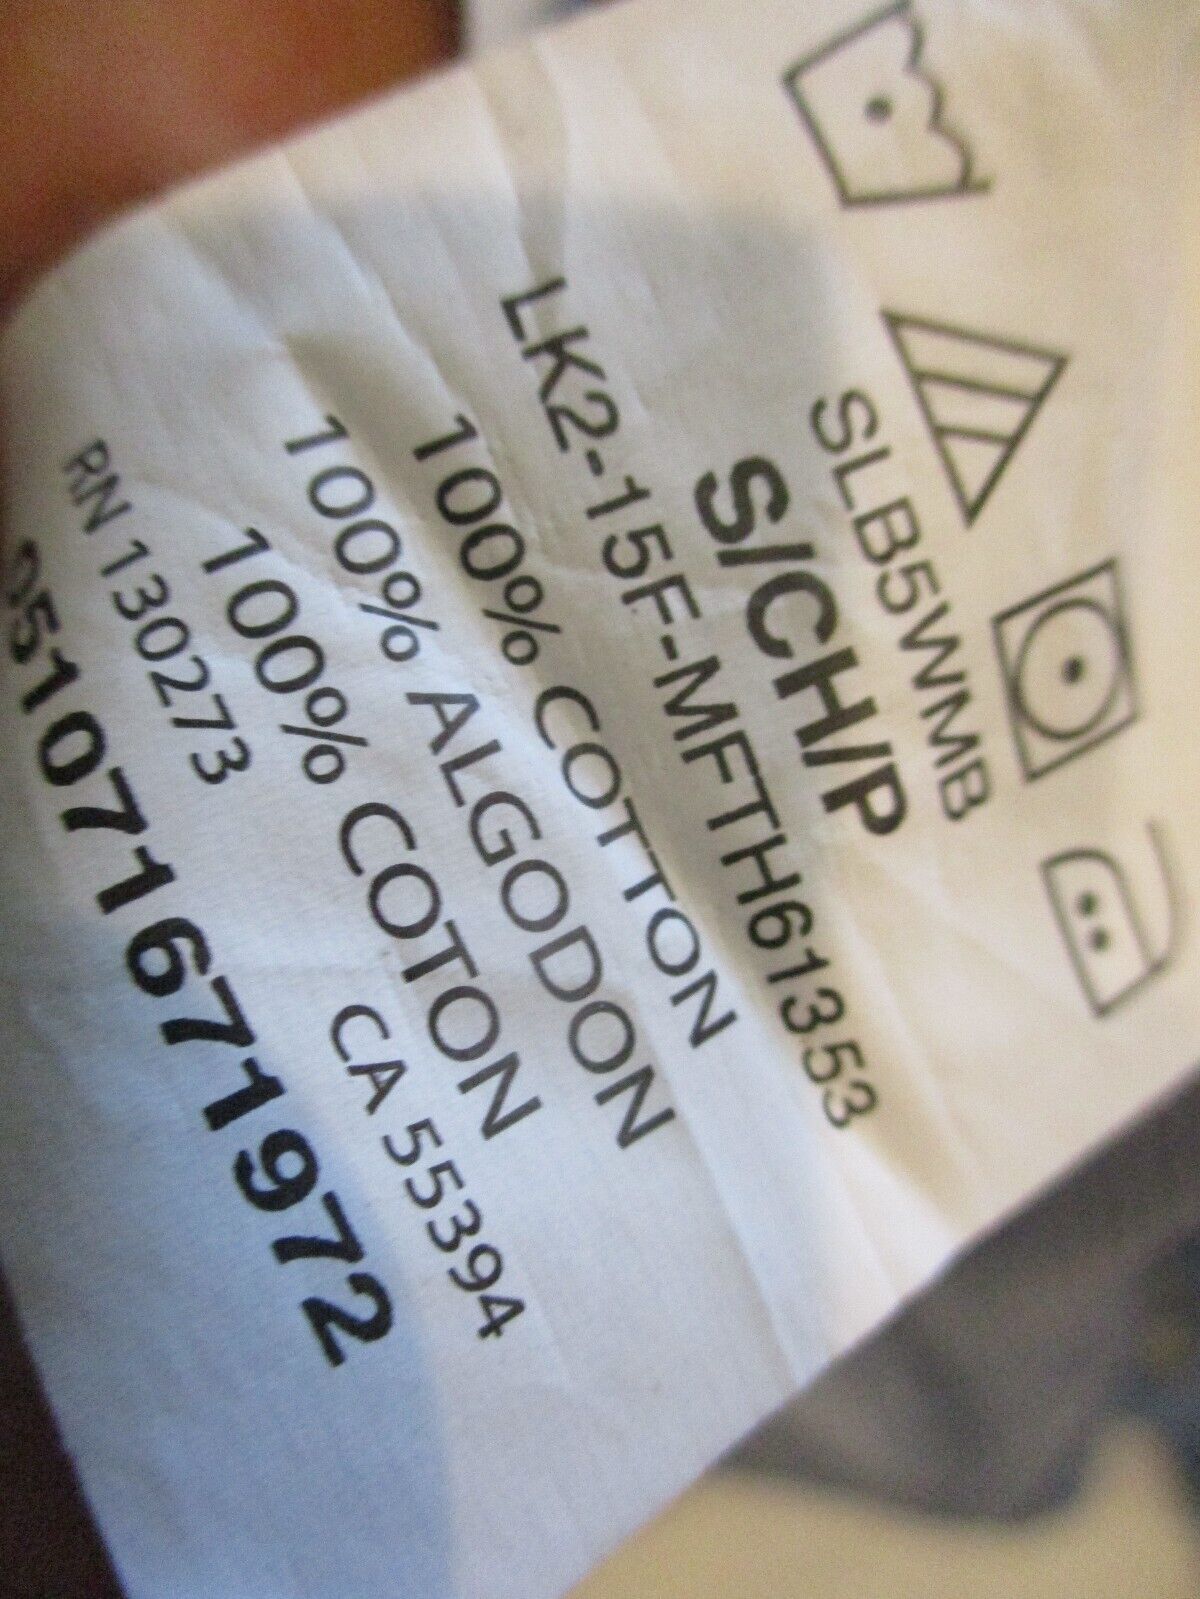 SLB5WMB
S/CH/P
LK2-15F-MFTH61353
100% COTTON
100% ALGODON
100% COTON
RN 130273 CA 55394
051071671972